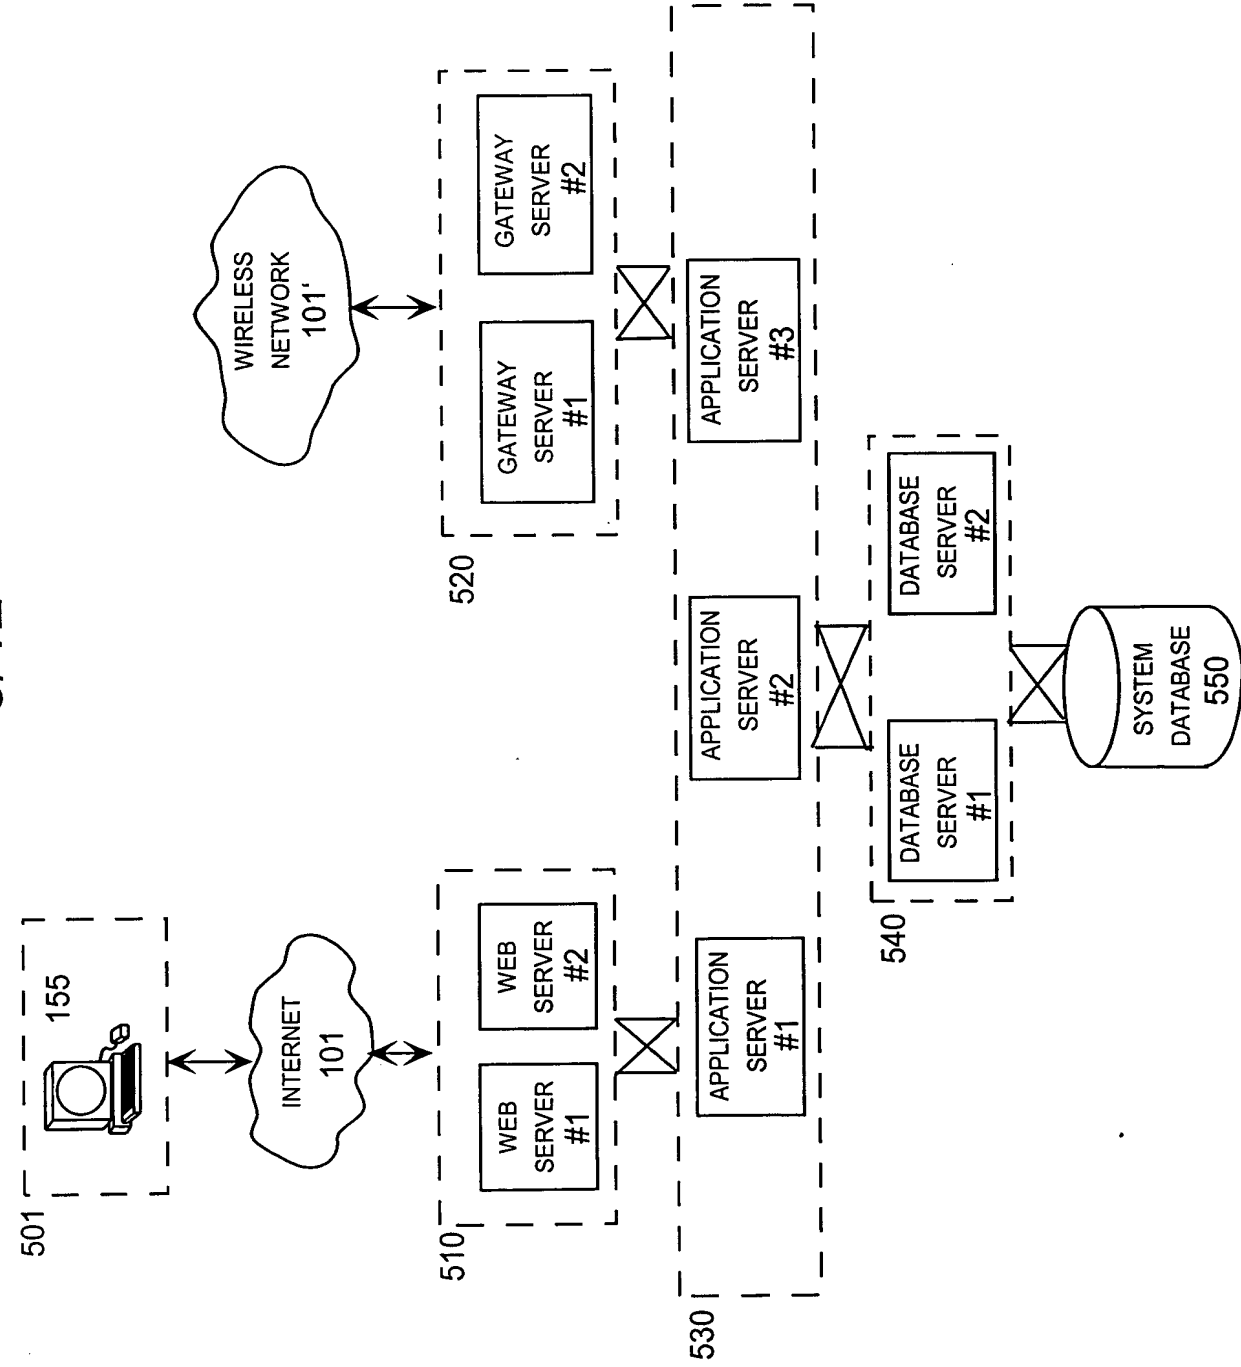 501
155
INTERNET
101
WIRELESS
NETWORK
101'
510
WEB
SERVER
#1
WEB
SERVER
#2
520
GATEWAY
SERVER
#1
GATEWAY
SERVER
#2
530
APPLICATION
SERVER
#1
APPLICATION
SERVER
#2
APPLICATION
SERVER
#3
540
DATABASE
SERVER
#1
DATABASE
SERVER
#2
SYSTEM
DATABASE
550